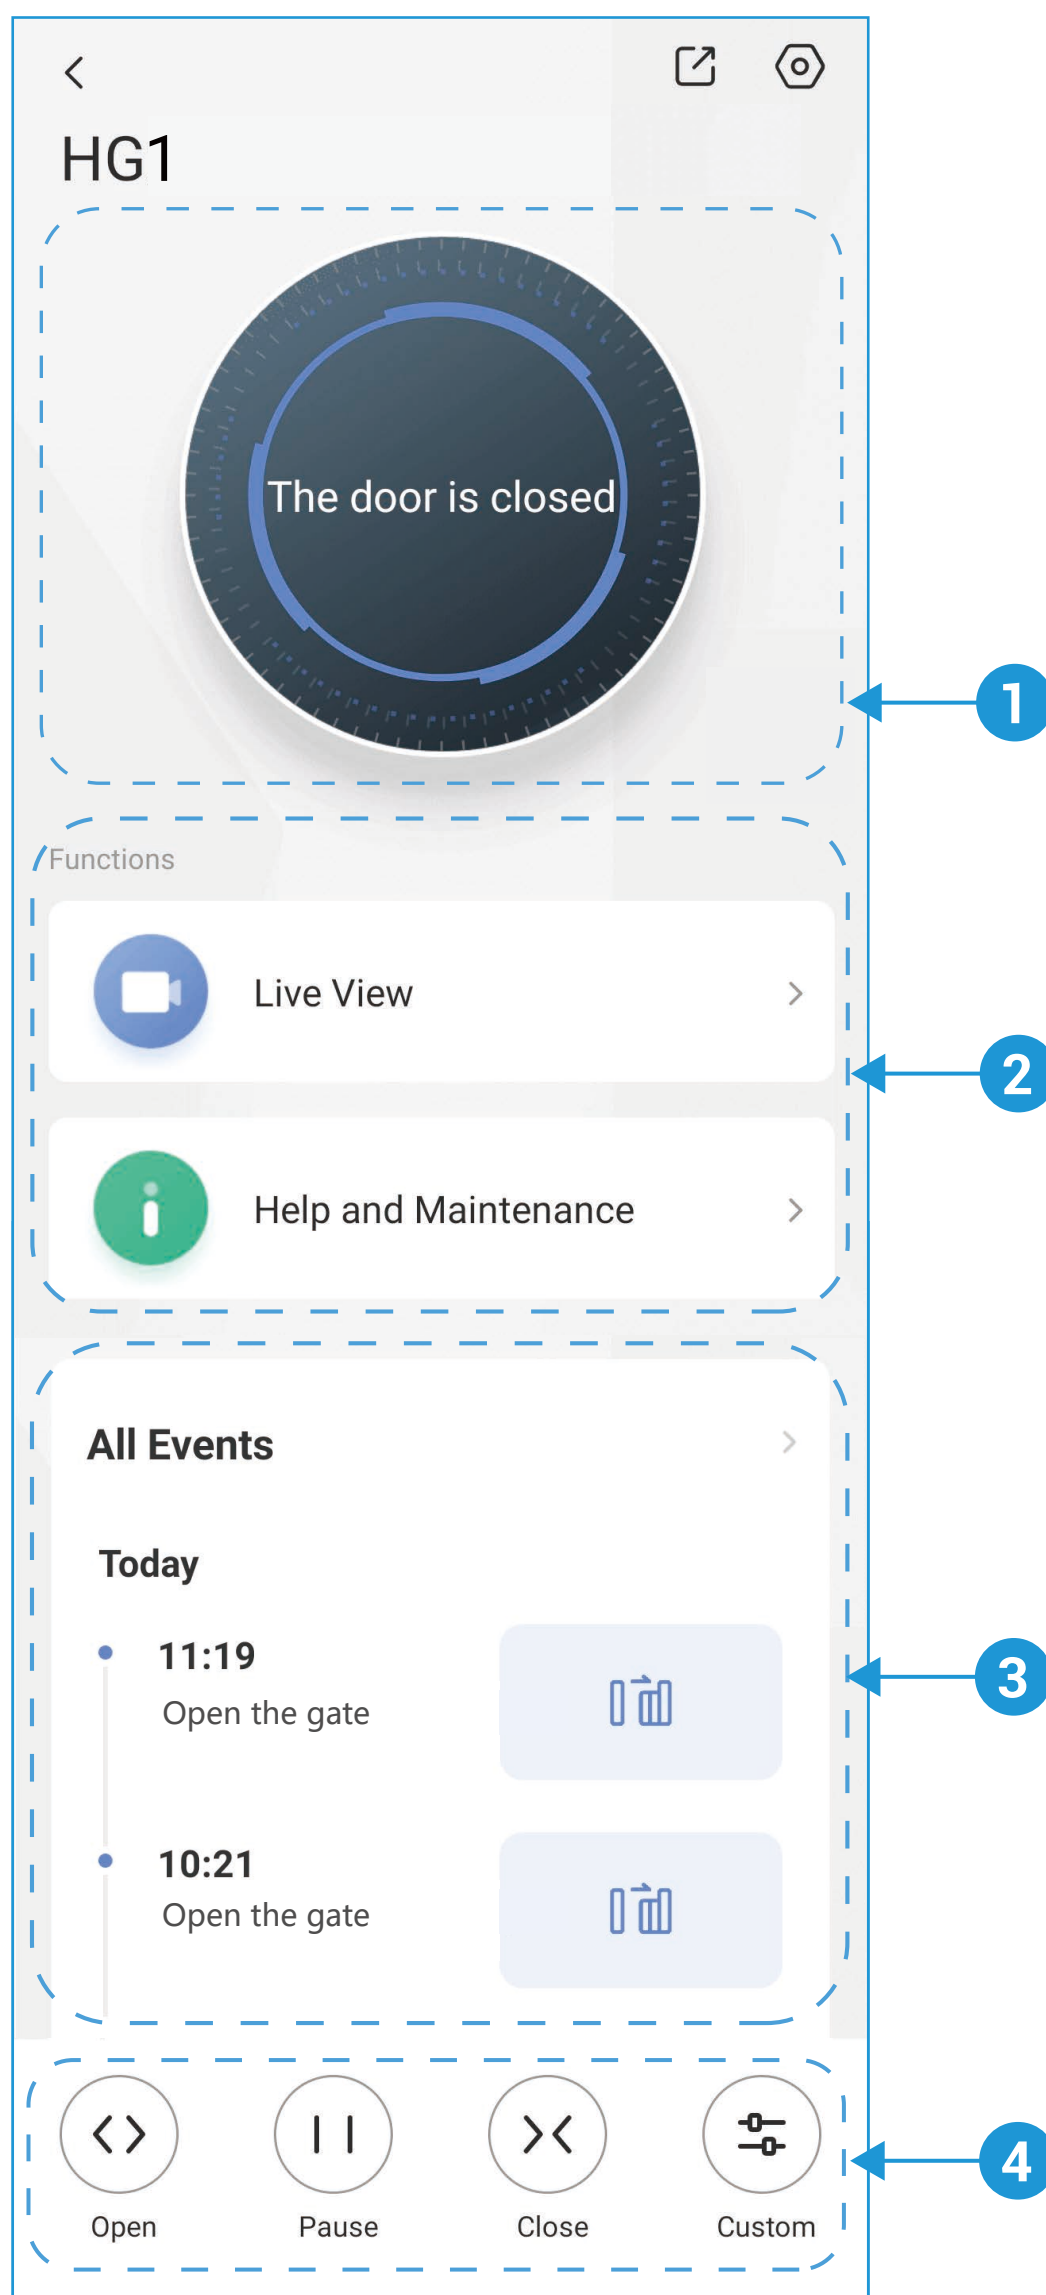 HG1
The door is closed
1
Functions
Live View
2
Help and Maintenance
All Events
Today
11:19
Open the gate
3
10:21
Open the gate
4
Open
Pause
Close
Custom